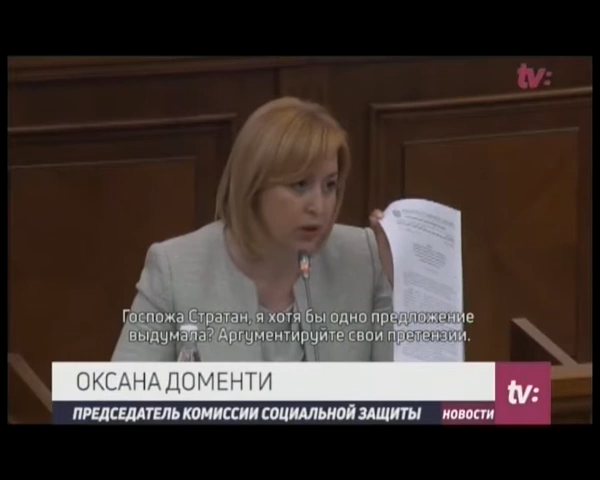 tv:
Госпожа Стратан, я хотя бы одно предложение
выдумала? Аргументируйте свои претензии.
ОКСАНА ДОМЕНТИ
ПРЕДСЕДАТЕЛЬ КОМИССИИ СОЦИАЛЬНОЙ ЗАЩИТЫ
НОВОСТИ
tv: